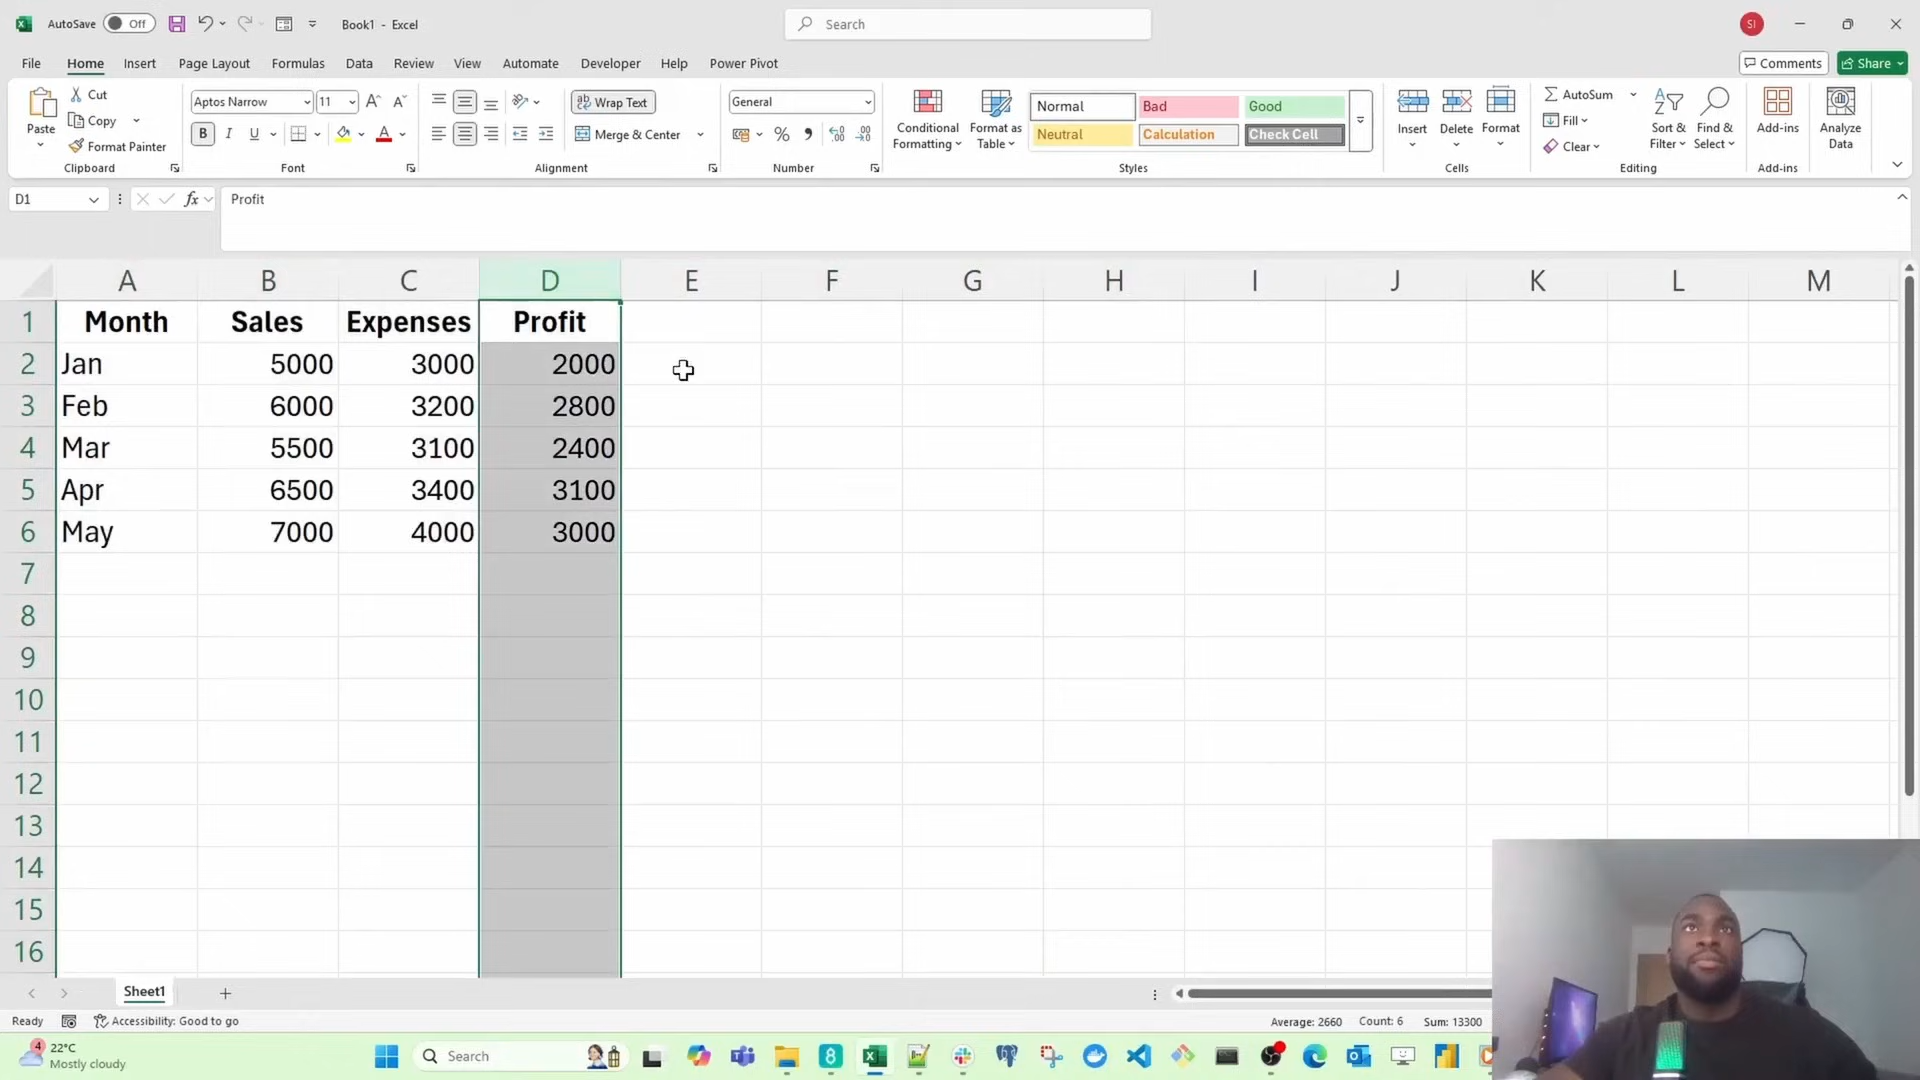 AutoSave Off Book1 - Excel Search SI
File Home Insert Page Layout Formulas Data Review View Automate Developer Help Power Pivot Comments Share
Paste Cut Copy Format Painter Clipboard
Aptos Narrow 11 B I U A Font
ab Wrap Text Merge & Center Alignment
General % Number
Conditional Formatting Format as Table
Normal Bad Good
Neutral Calculation Check Cell
Styles
Insert Delete Format Cells
AutoSum Fill Clear Sort & Filter Find & Select Editing
Add-ins Add-ins
Analyze Data
D1 fx Profit
A B C D E F G H I J K L M
1 Month Sales Expenses Profit
2 Jan 5000 3000 2000
3 Feb 6000 3200 2800
4 Mar 5500 3100 2400
5 Apr 6500 3400 3100
6 May 7000 4000 3000
7
8
9
10
11
12
13
14
15
16
Sheet1
Ready Accessibility: Good to go Average: 2660 Count: 6 Sum: 13300
4 22°C
Mostly cloudy
Search